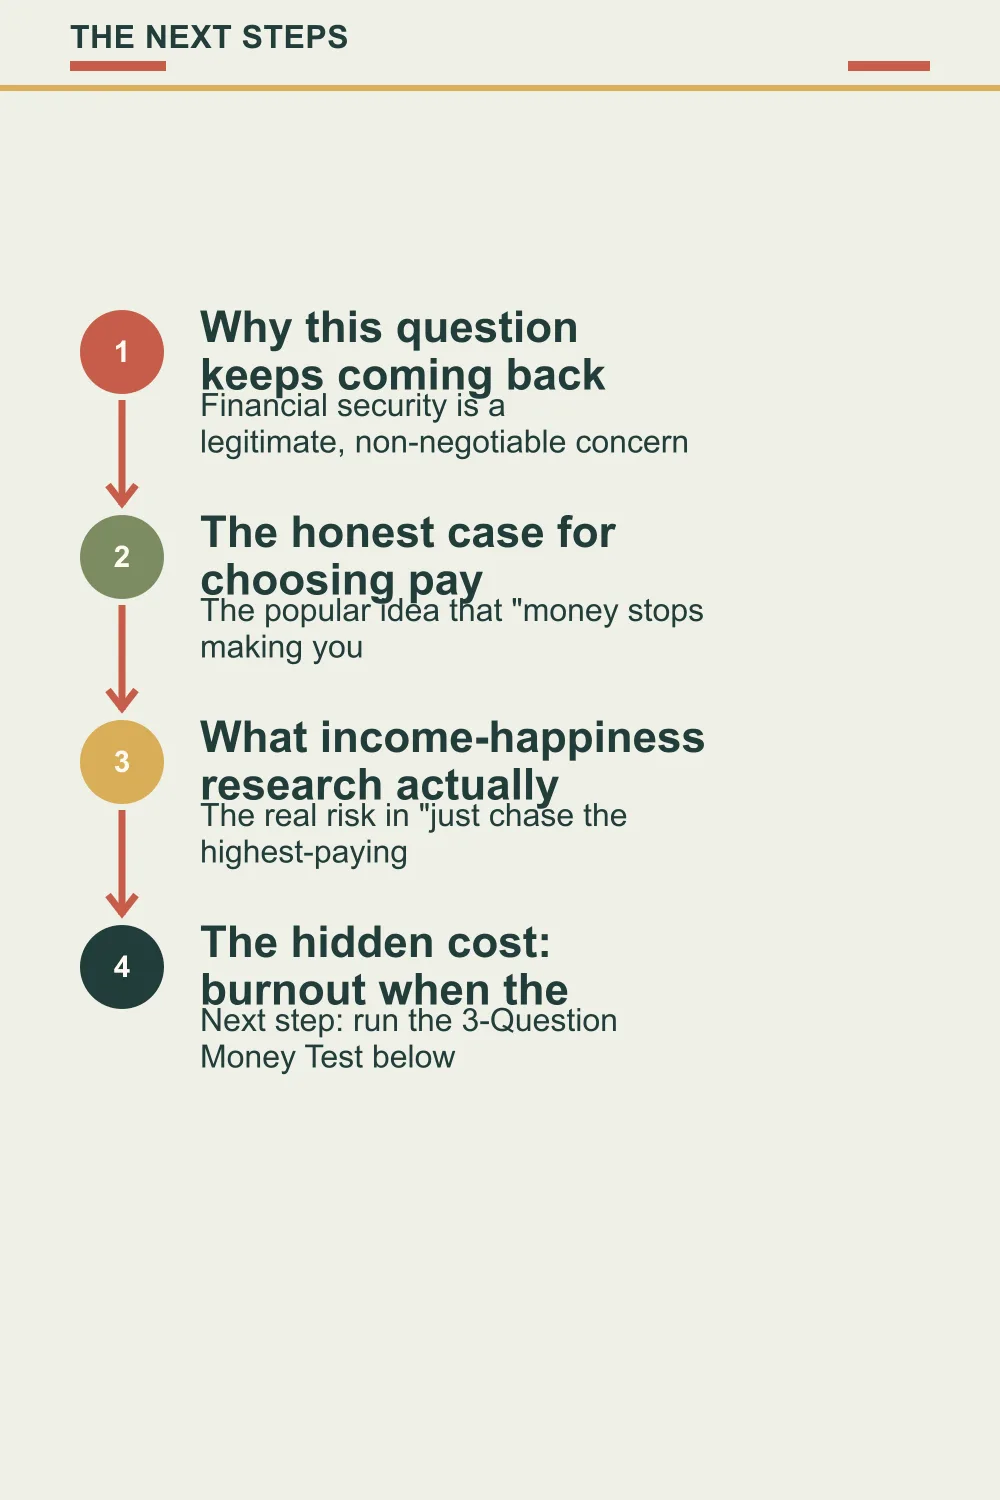 THE NEXT STEPS
1
Why this question
keeps coming back
Financial security is a
legitimate, non-negotiable concern
2
The honest case for
choosing pay
The popular idea that "money stops
making you
3
What income-happiness
research actually
The real risk in "just chase the
highest-paying
4
The hidden cost:
burnout when the
Next step: run the 3-Question
Money Test below